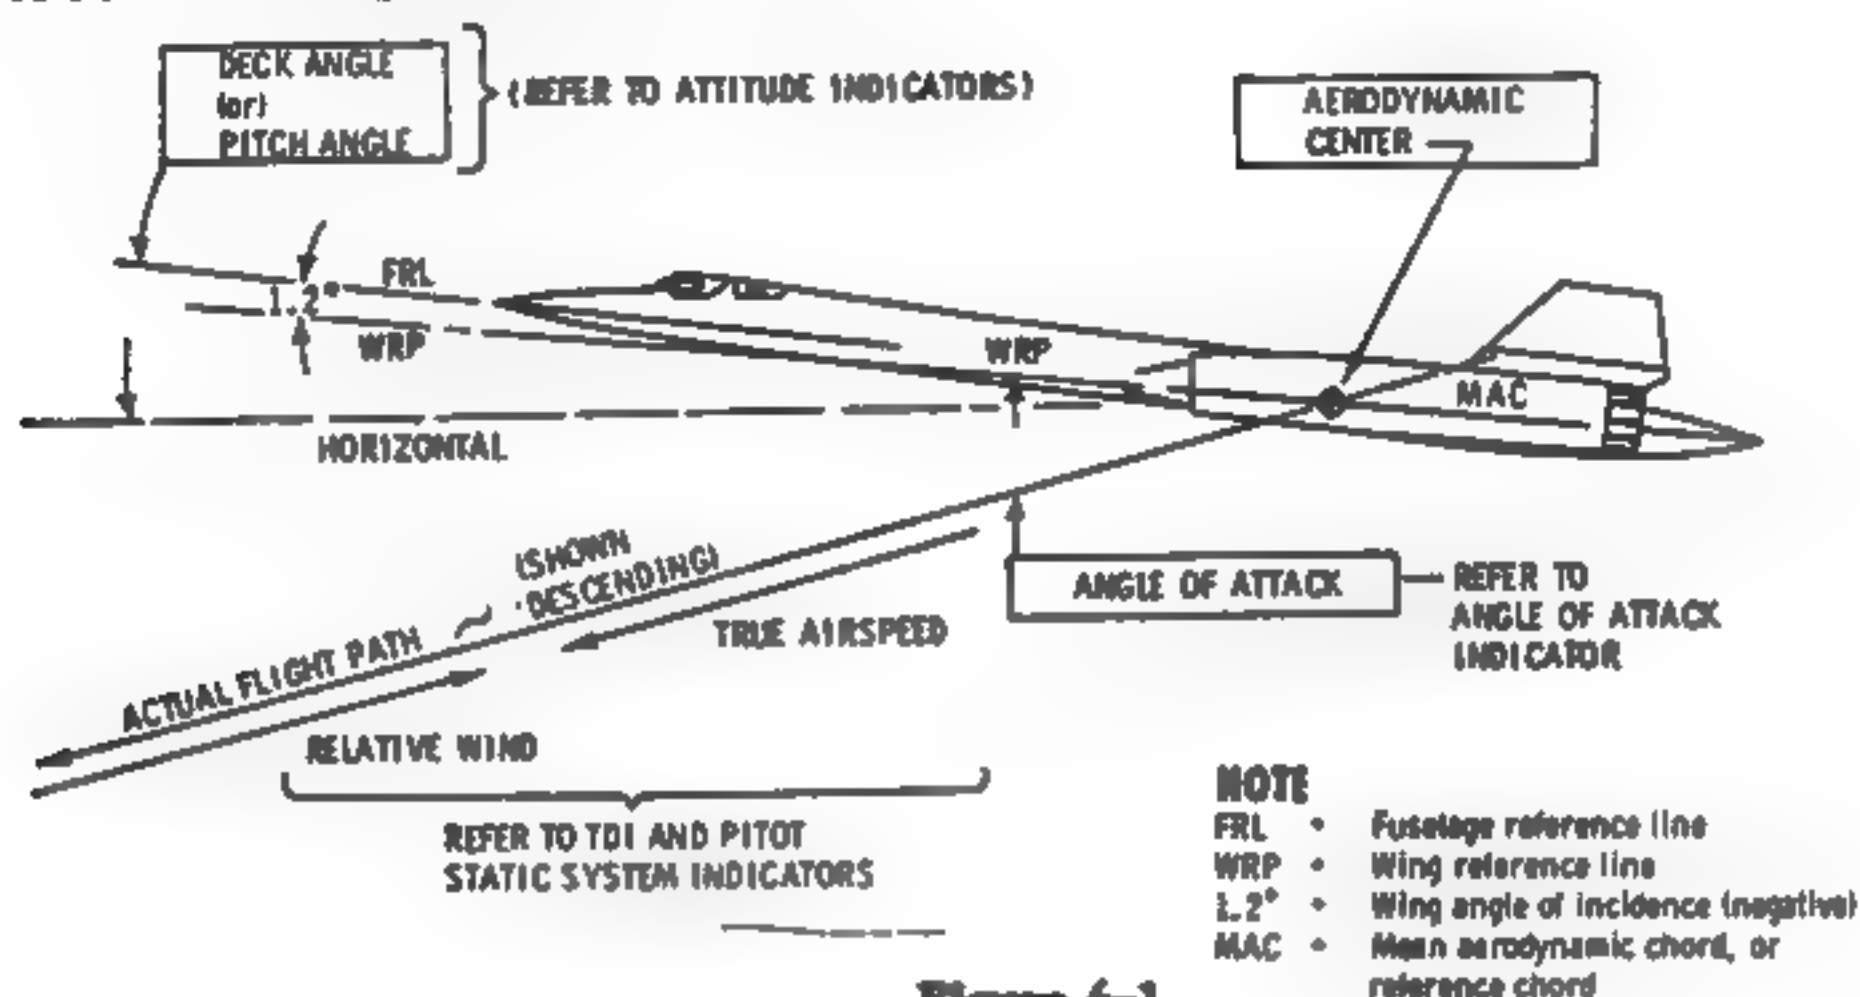 DECK ANGLE
(or)
PITCH ANGLE
(REFER TO ATTITUDE INDICATORS)
AERODYNAMIC
CENTER
FRL
1.2°
WRP
WRP
MAC
HORIZONTAL
(SHOWN
DESCENDING)
ANGLE OF ATTACK
REFER TO
ANGLE OF ATTACK
INDICATOR
TRUE AIRSPEED
ACTUAL FLIGHT PATH
RELATIVE WIND
REFER TO TDI AND PITOT
STATIC SYSTEM INDICATORS
NOTE
FRL • Fuselage reference line
WRP • Wing reference line
1.2° • Wing angle of incidence (negative)
MAC • Mean aerodynamic chord, or
reference chord
Figure 6-1